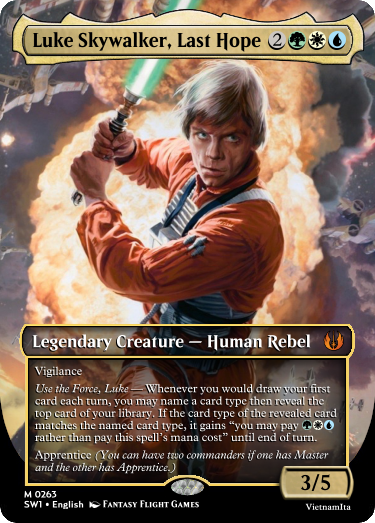 Luke Skywalker, Last Hope 2
Legendary Creature — Human Rebel
Vigilance
Use the Force, Luke — Whenever you would draw your first
card each turn, you may name a card type then reveal the
top card of your library. If the card type of the revealed card
matches the named card type, it gains “you may pay
rather than pay this spell’s mana cost” until end of turn.
Apprentice (You can have two commanders if one has Master
and the other has Apprentice.)
3/5
M 0263
SW1 • English Fantasy Flight Games
VietnamIta